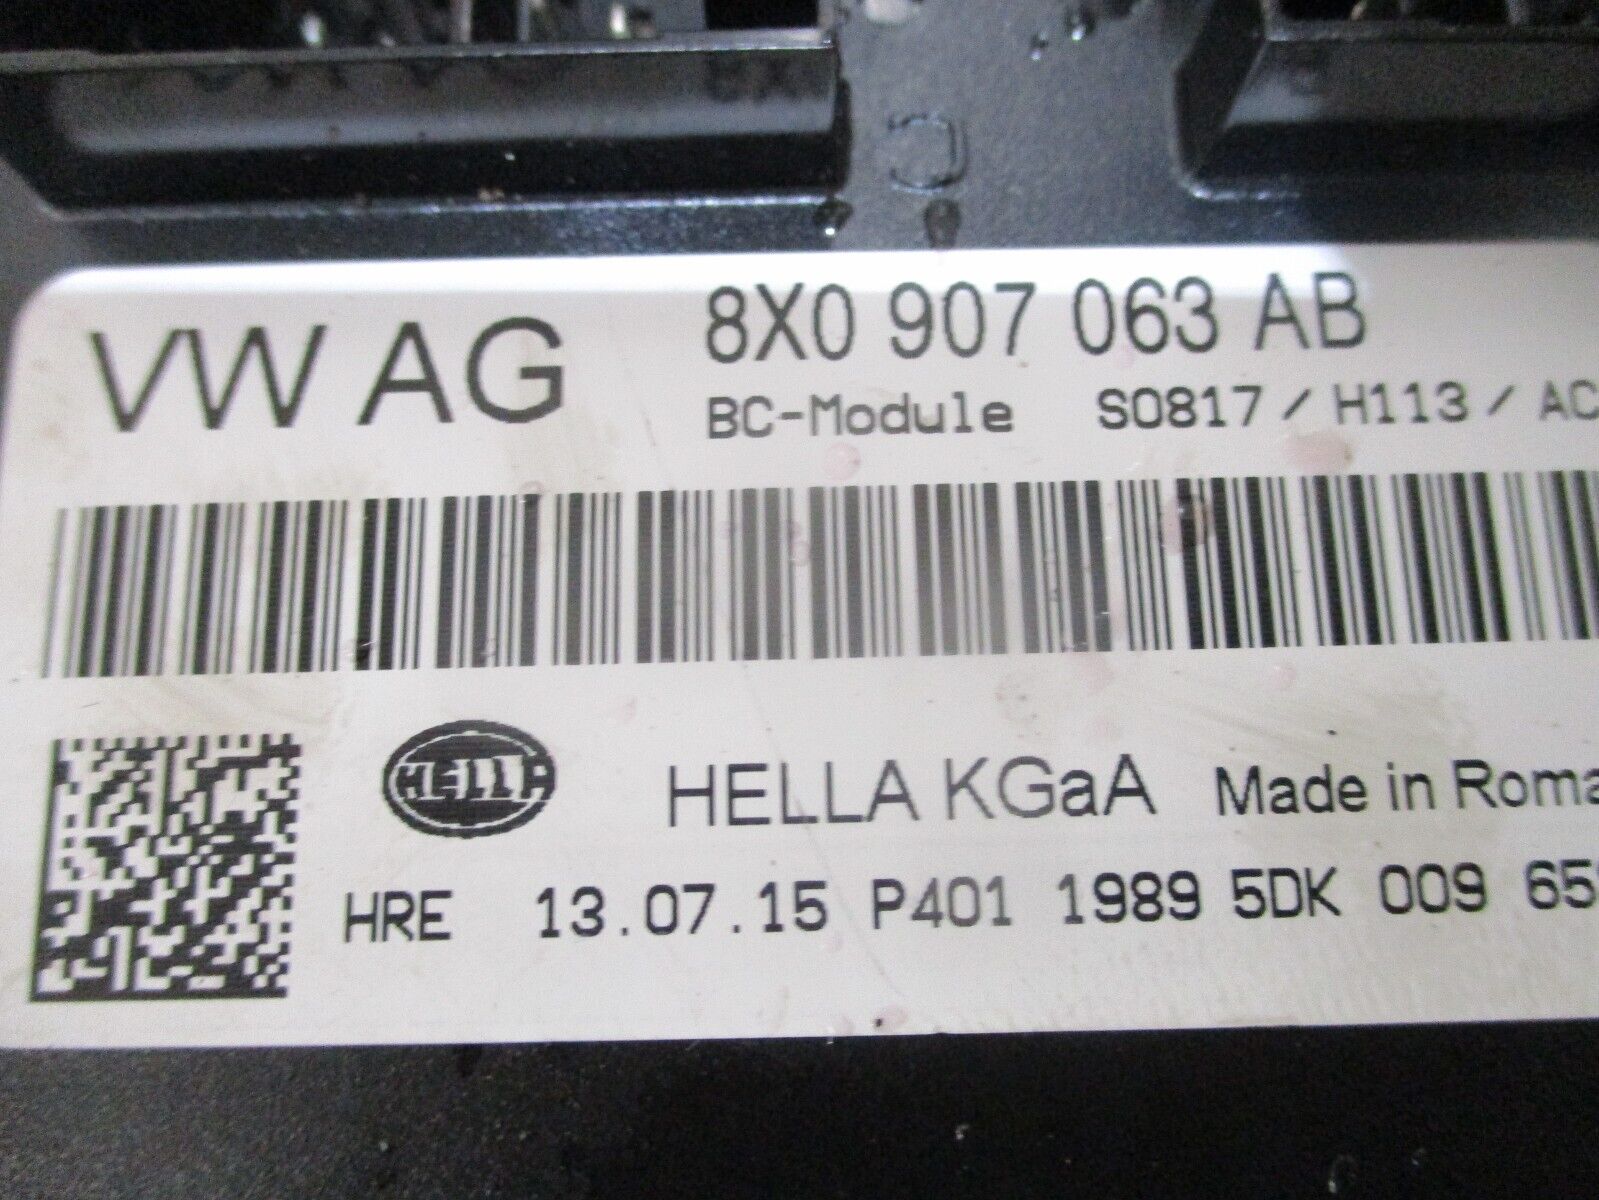 VW AG 8X0 907 063 AB
BC-Module S0817 / H113 / AC
HELLA HELLA KGaA Made in Roma
HRE 13.07.15 P401 1989 5DK 009 65